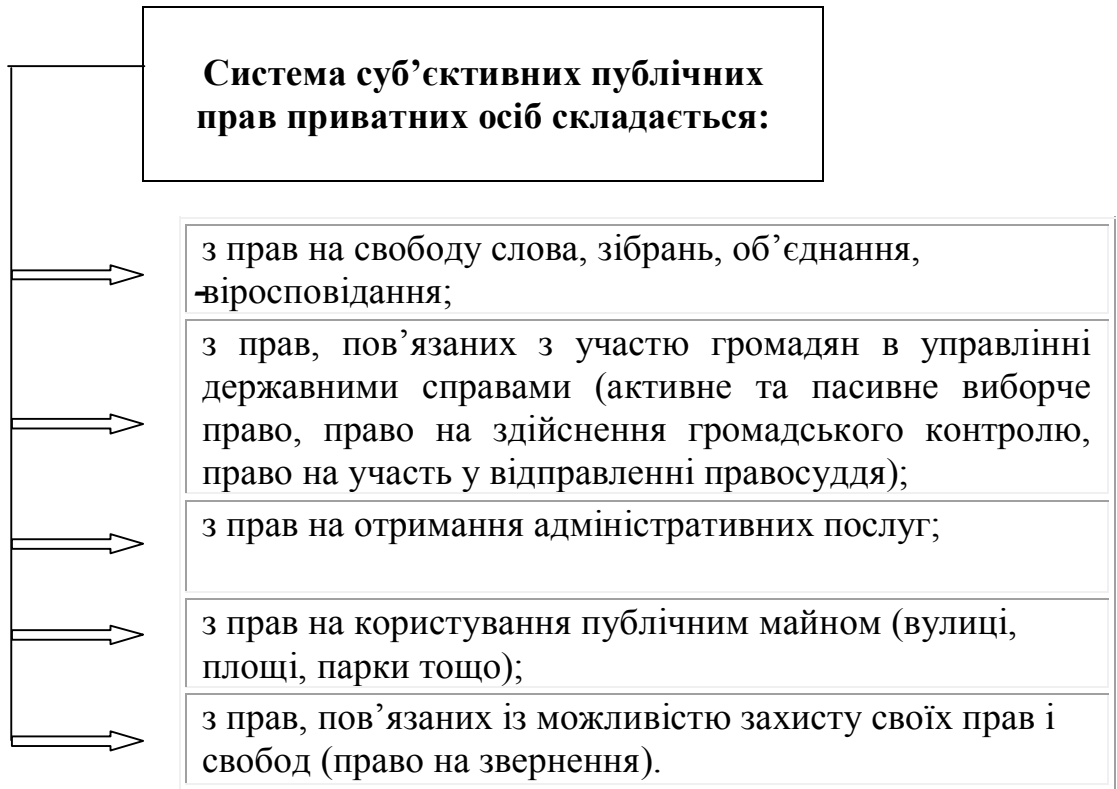 Система суб’єктивних публічних
прав приватних осіб складається:
з прав на свободу слова, зібрань, об’єднання,
-віросповідання;
з прав, пов’язаних з участю громадян в управлінні
державними справами (активне та пасивне виборче
право, право на здійснення громадського контролю,
право на участь у відправленні правосуддя);
з прав на отримання адміністративних послуг;
з прав на користування публічним майном (вулиці,
площі, парки тощо);
з прав, пов’язаних із можливістю захисту своїх прав і
свобод (право на звернення).